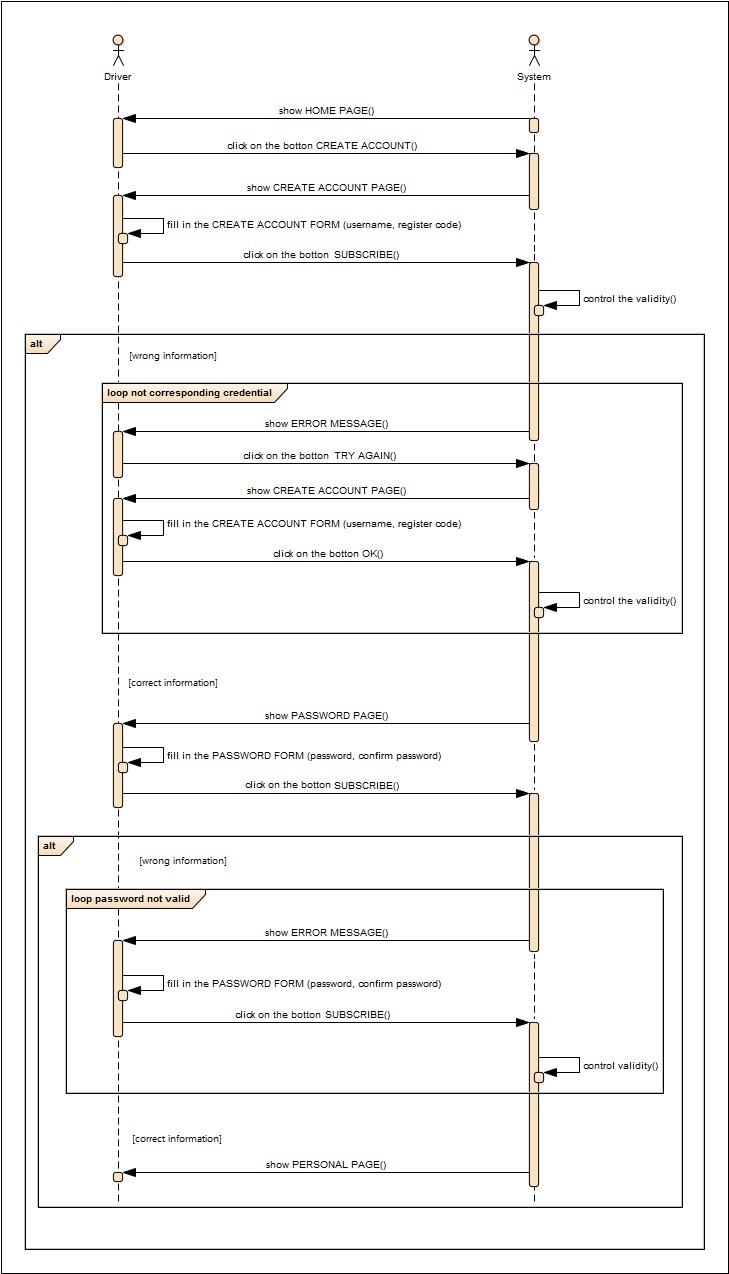 Driver
System
show HOME PAGE()
click on the botton CREATE ACCOUNT()
show CREATE ACCOUNT PAGE()
fill in the CREATE ACCOUNT FORM (username, register code)
click on the botton SUBSCRIBE()
control the validity()
alt
[wrong information]
loop not corresponding credential
show ERROR MESSAGE()
click on the botton TRY AGAIN()
show CREATE ACCOUNT PAGE()
fill in the CREATE ACCOUNT FORM (username, register code)
click on the botton OK()
control the validity()
[correct information]
show PASSWORD PAGE()
fill in the PASSWORD FORM (password, confirm password)
click on the botton SUBSCRIBE()
alt
[wrong information]
loop password not valid
show ERROR MESSAGE()
fill in the PASSWORD FORM (password, confirm password)
click on the botton SUBSCRIBE()
control validity()
[correct information]
show PERSONAL PAGE()